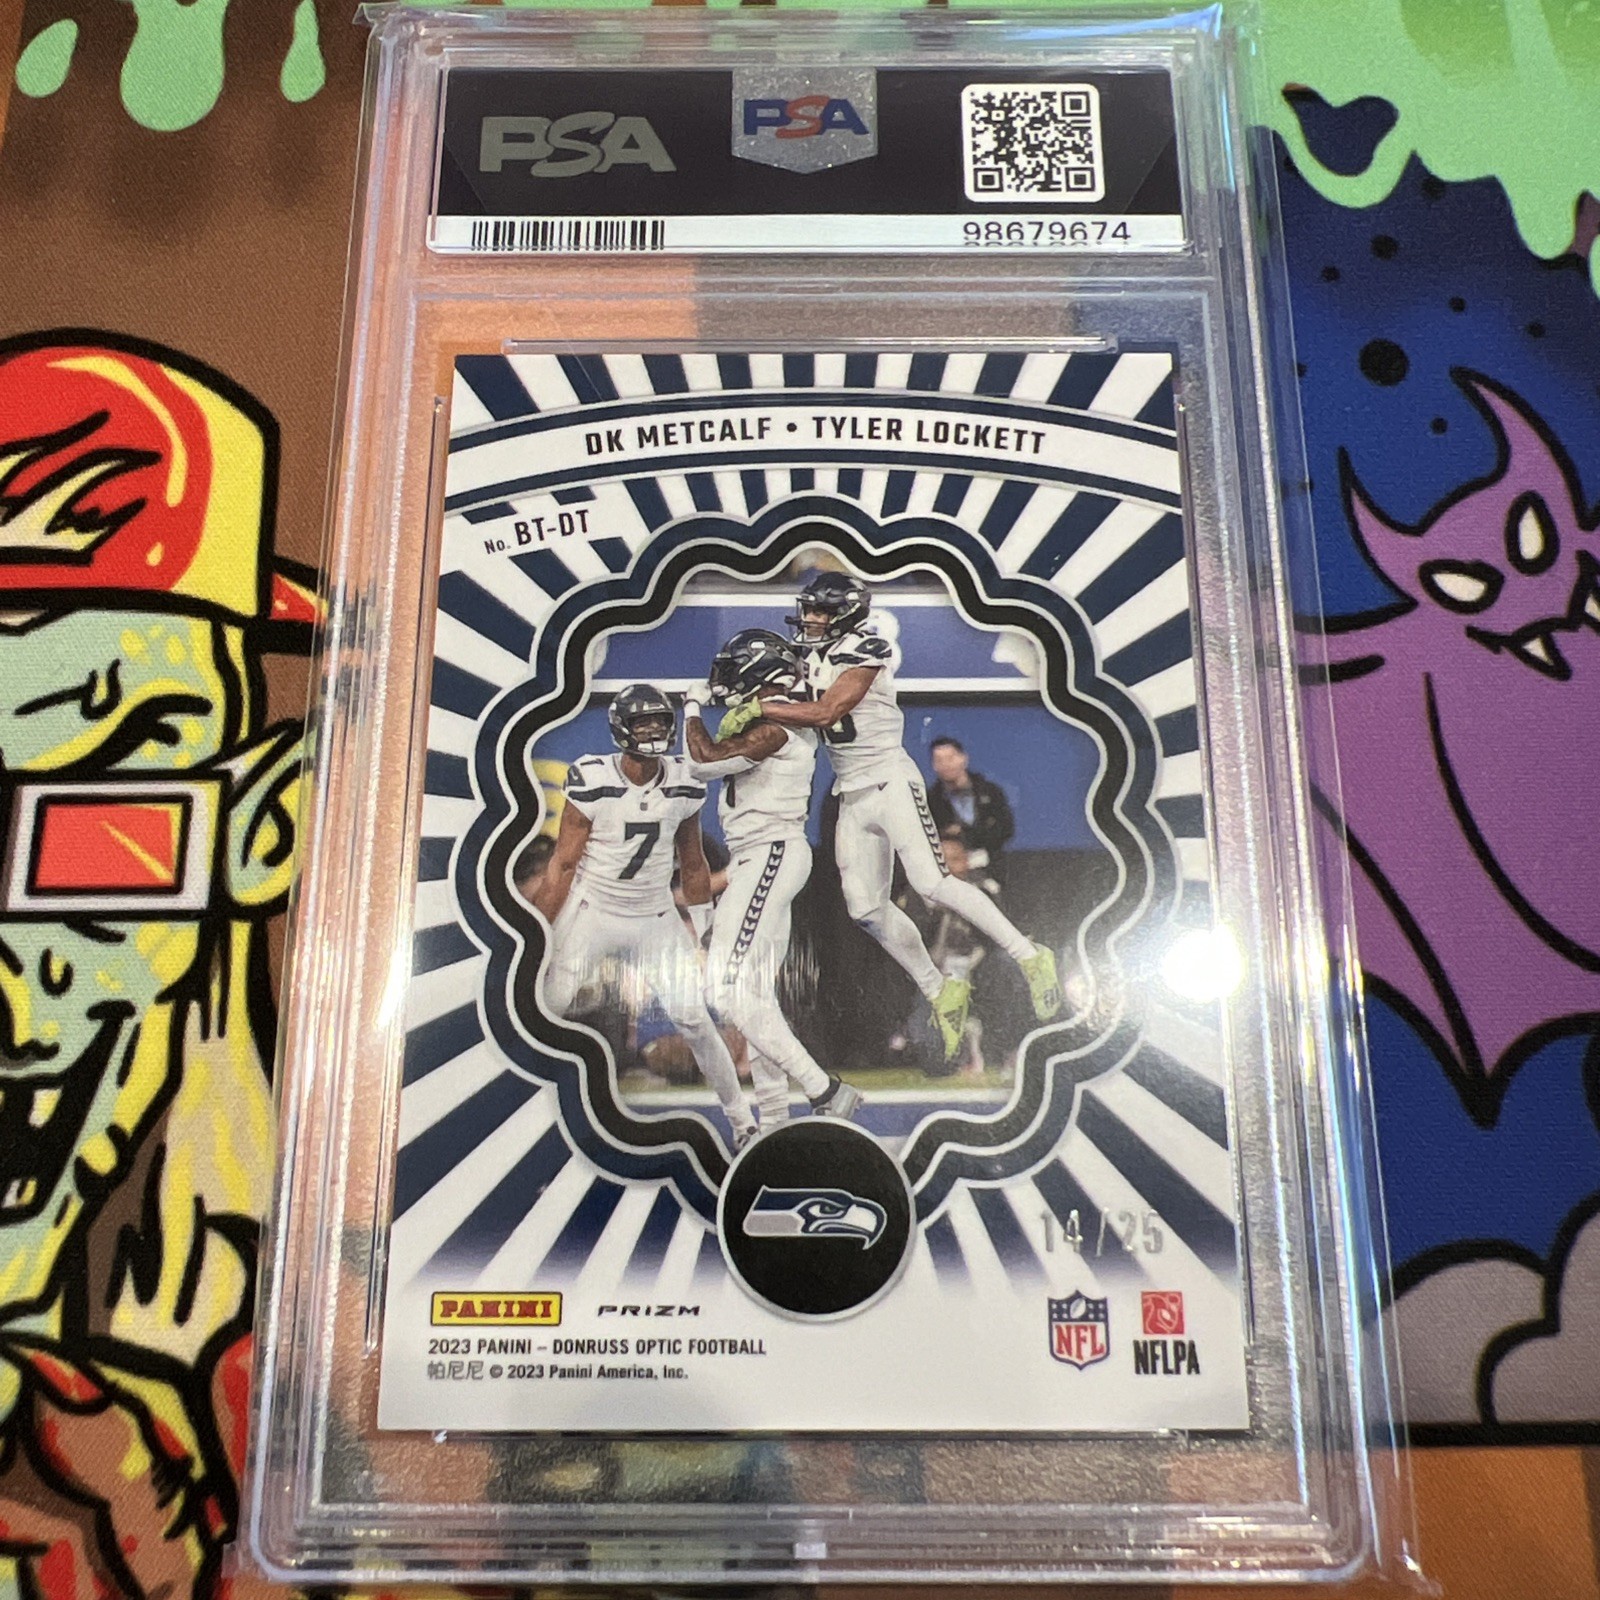 PSA
PSA
98679674
DK METCALF • TYLER LOCKETT
No. BT-DT
7
14/25
PANINI
PRIZM
2023 PANINI – DONRUSS OPTIC FOOTBALL
帕尼尼 © 2023 Panini America, Inc.
NFL
NFLPA